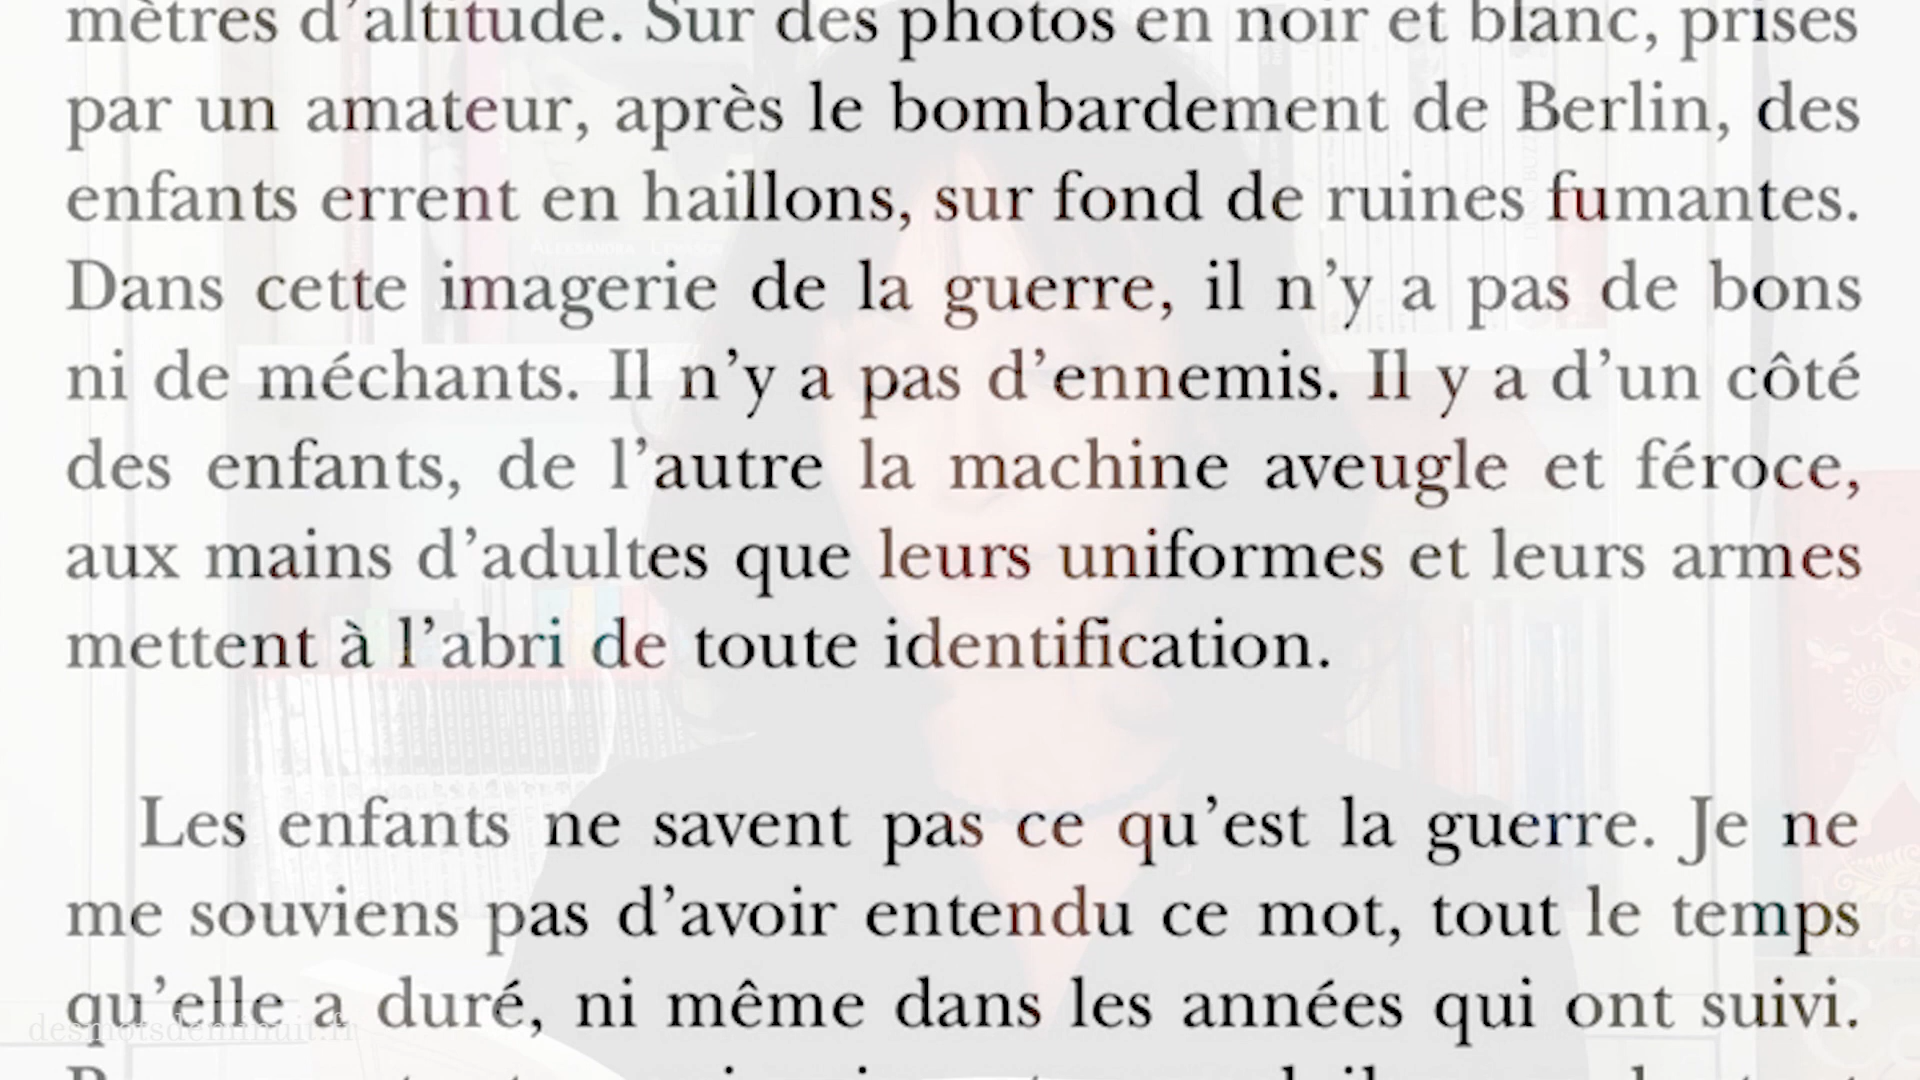 mètres d’altitude. Sur des photos en noir et blanc, prises
par un amateur, après le bombardement de Berlin, des
enfants errent en haillons, sur fond de ruines fumantes.
Dans cette imagerie de la guerre, il n’y a pas de bons
ni de méchants. Il n’y a pas d’ennemis. Il y a d’un côté
des enfants, de l’autre la machine aveugle et féroce,
aux mains d’adultes que leurs uniformes et leurs armes
mettent à l’abri de toute identification.
Les enfants ne savent pas ce qu’est la guerre. Je ne
me souviens pas d’avoir entendu ce mot, tout le temps
qu’elle a duré, ni même dans les années qui ont suivi.